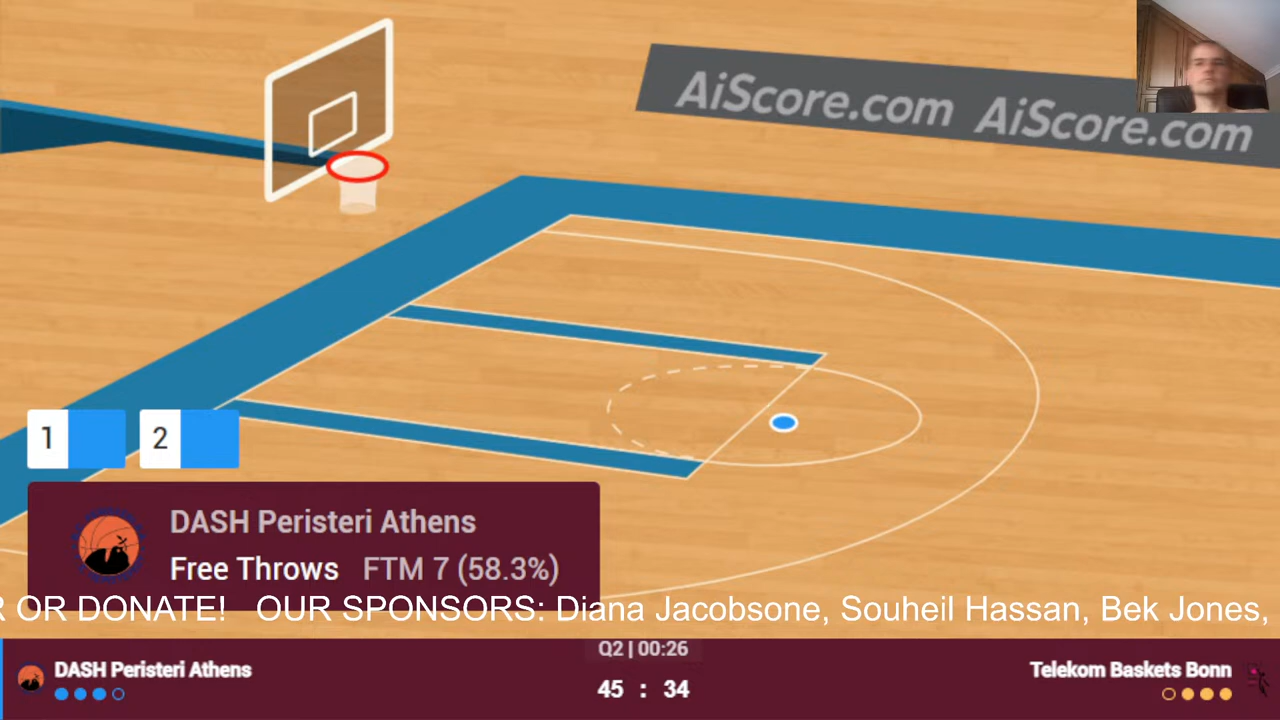 AiScore.com AiScore.com
1 2
DASH Peristeri Athens
Free Throws FTM 7 (58.3%)
R OR DONATE! OUR SPONSORS: Diana Jacobsone, Souheil Hassan, Bek Jones,
Q2 | 00:26
DASH Peristeri Athens
45 : 34
Telekom Baskets Bonn